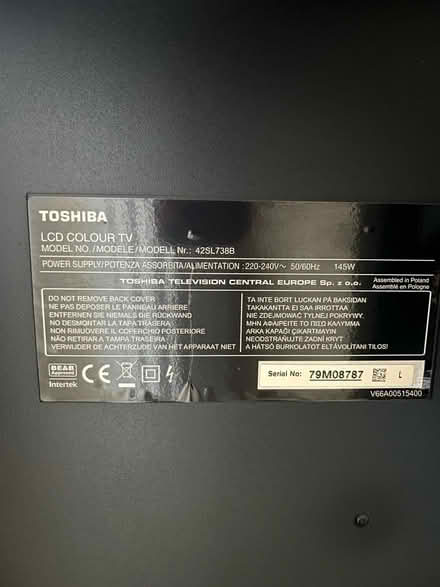 TOSHIBA
LCD COLOUR TV
MODEL NO./MODELE/MODELL Nr.: 42SL738B
POWER SUPPLY/POTENZA ASSORBITA/ALIMENTATION :220-240V~ 50/60Hz 145W
TOSHIBA TELEVISION CENTRAL EUROPE Sp. z o.o.
Assembled in Poland
Assemblé en Pologne
DO NOT REMOVE BACK COVER
NE PAS DEPOSER LE PANNEAU ARRIERE
ENTFERNEN SIE NIEMALS DIE RÜCKWAND
NO DESMONTAR LA TAPA TRASERA
NON RIMUOVERE IL COPERCHIO POSTERIORE
NÃO RETIRAR A TAMPA TRASEIRA
VERWIJDER DE ACHTERZIJDE VAN HET APPARAAT NIET
TA INTE BORT LUCKAN PÅ BAKSIDAN
TAKAKANTTA EI SAA IRROTTAA
NIE ZDEJMOWAĆ TYLNEJ POKRYWY.
ΜΗΝ ΑΦΑΙΡΕΙΤΕ ΤΟ ΠΙΣΩ ΚΑΛΥΜΜΑ
ARKA KAPAĞI ÇIKARTMAYIN
NEODSTRAŇUJTE ZADNÍ KRYT
A HÁTSÓ BURKOLATOT ELTÁVOLÍTANI TILOS!
BEAB
Approved
Intertek
CE
Serial No: 79M08787
L
V66A00515400